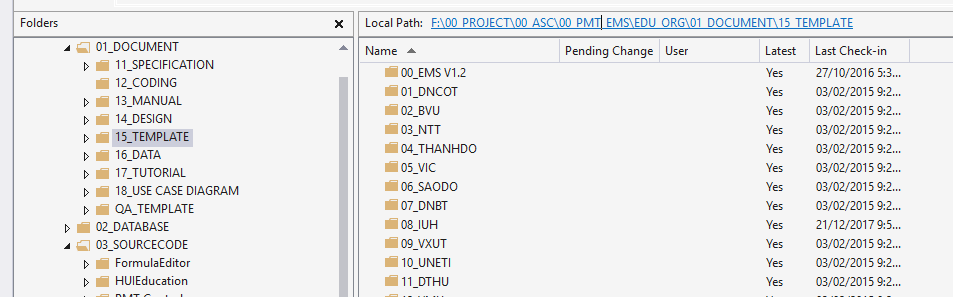 Folders
01_DOCUMENT
11_SPECIFICATION
12_CODING
13_MANUAL
14_DESIGN
15_TEMPLATE
16_DATA
17_TUTORIAL
18_USE CASE DIAGRAM
QA_TEMPLATE
02_DATABASE
03_SOURCECODE
FormulaEditor
HUIEducation
Local Path: F:\00_PROJECT\00_ASC\00_PMT_EMS\EDU_ORG\01_DOCUMENT\15_TEMPLATE
Name Pending Change User Latest Last Check-in
00_EMS V1.2 Yes 27/10/2016 5:3...
01_DNCOT Yes 03/02/2015 9:2...
02_BVU Yes 03/02/2015 9:2...
03_NTT Yes 03/02/2015 9:2...
04_THANHDO Yes 03/02/2015 9:2...
05_VIC Yes 03/02/2015 9:2...
06_SAODO Yes 03/02/2015 9:2...
07_DNBT Yes 03/02/2015 9:2...
08_IUH Yes 21/12/2017 9:5...
09_VXUT Yes 03/02/2015 9:2...
10_UNETI Yes 03/02/2015 9:2...
11_DTHU Yes 03/02/2015 9:2...